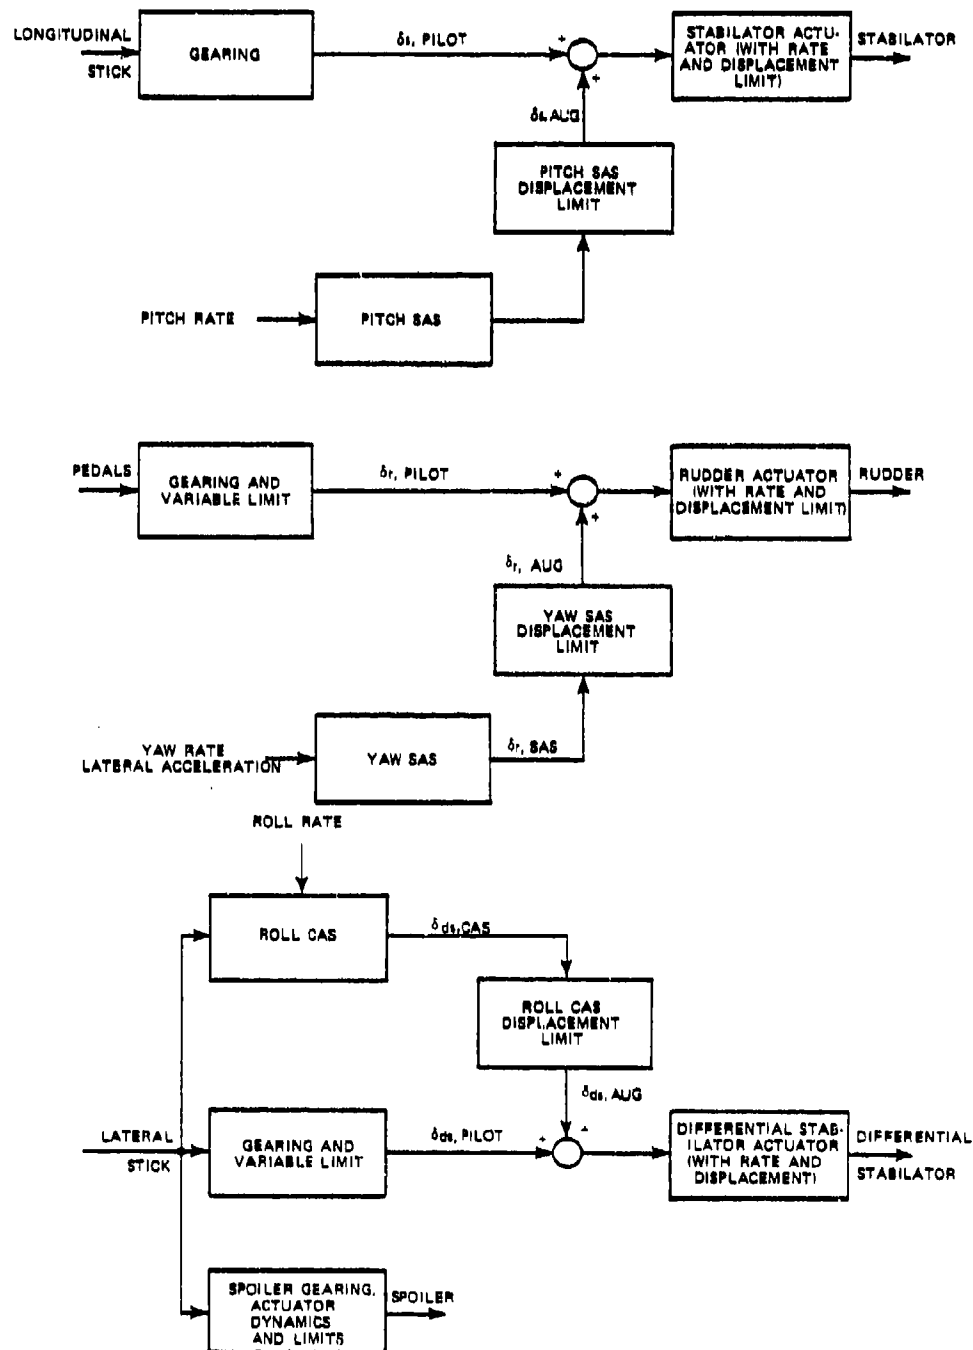 LONGITUDINAL
STICK
GEARING
δs, PILOT
+
+
STABILATOR ACTU-
ATOR (WITH RATE
AND DISPLACEMENT
LIMIT)
STABILATOR
δs, AUG
PITCH SAS
DISPLACEMENT
LIMIT
PITCH RATE
PITCH SAS
PEDALS
GEARING AND
VARIABLE LIMIT
δr, PILOT
+
+
RUDDER ACTUATOR
(WITH RATE AND
DISPLACEMENT LIMIT)
RUDDER
δr, AUG
YAW SAS
DISPLACEMENT
LIMIT
YAW RATE
LATERAL ACCELERATION
YAW SAS
δr, SAS
ROLL RATE
ROLL CAS
δds, CAS
ROLL CAS
DISPLACEMENT
LIMIT
δds, AUG
LATERAL
STICK
GEARING AND
VARIABLE LIMIT
δds, PILOT
+
+
DIFFERENTIAL STAB-
ILATOR ACTUATOR
(WITH RATE AND
DISPLACEMENT)
DIFFERENTIAL
STABILATOR
SPOILER GEARING,
ACTUATOR
DYNAMICS
AND LIMITS
SPOILER